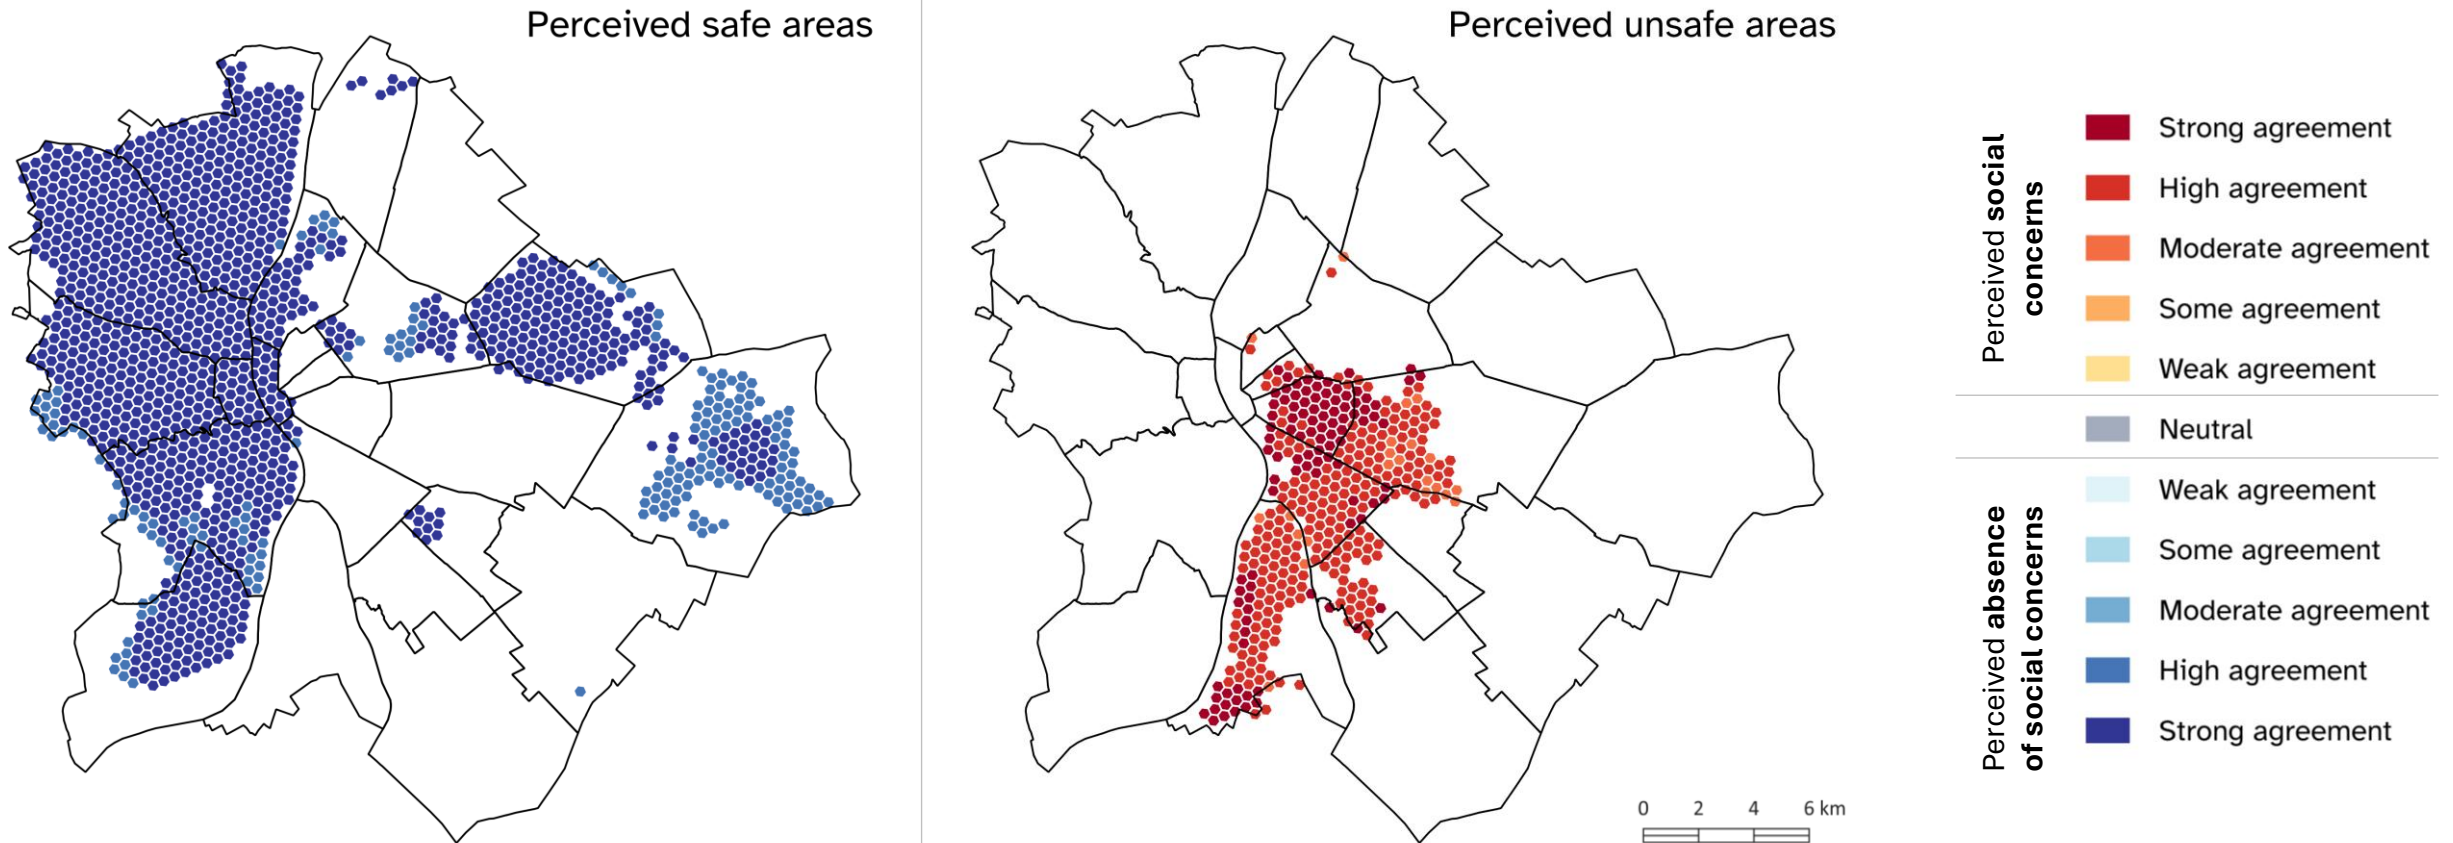 Perceived safe areas
Perceived unsafe areas
Perceived social
concerns
Strong agreement
High agreement
Moderate agreement
Some agreement
Weak agreement
Neutral
Perceived absence
of social concerns
Weak agreement
Some agreement
Moderate agreement
High agreement
Strong agreement
0 2 4 6 km